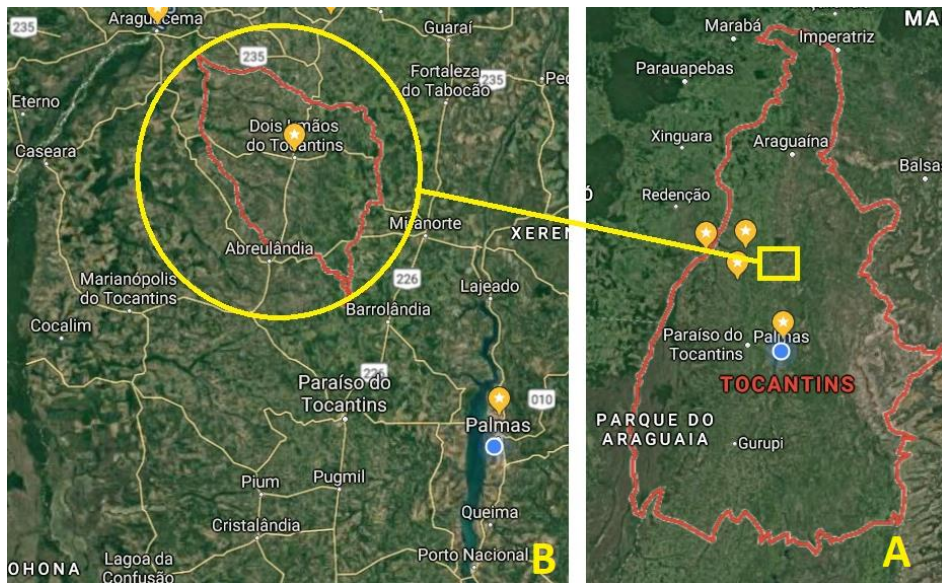 235
Araguacema
235
Guaraí
Fortaleza
do Tabocão
235
Eterno
Caseara
Dois Irmãos
do Tocantins
Miranorte
XEREN
Abreulândia
Marianópolis
do Tocantins
226
Lajeado
Barrolândia
Cocalim
226
Paraíso do
Tocantins
010
Palmas
Pium
Pugmil
Cristalândia
Queima
Porto Nacional
Lagoa da
Confusão
OHONA
B
MA
Marabá
Imperatriz
Parauapebas
Xinguara
Araguaína
Balsas
Redenção
Ó
Paraíso do
Tocantins
Palmas
TOCANTINS
PARQUE DO
ARAGUAIA
Gurupi
A